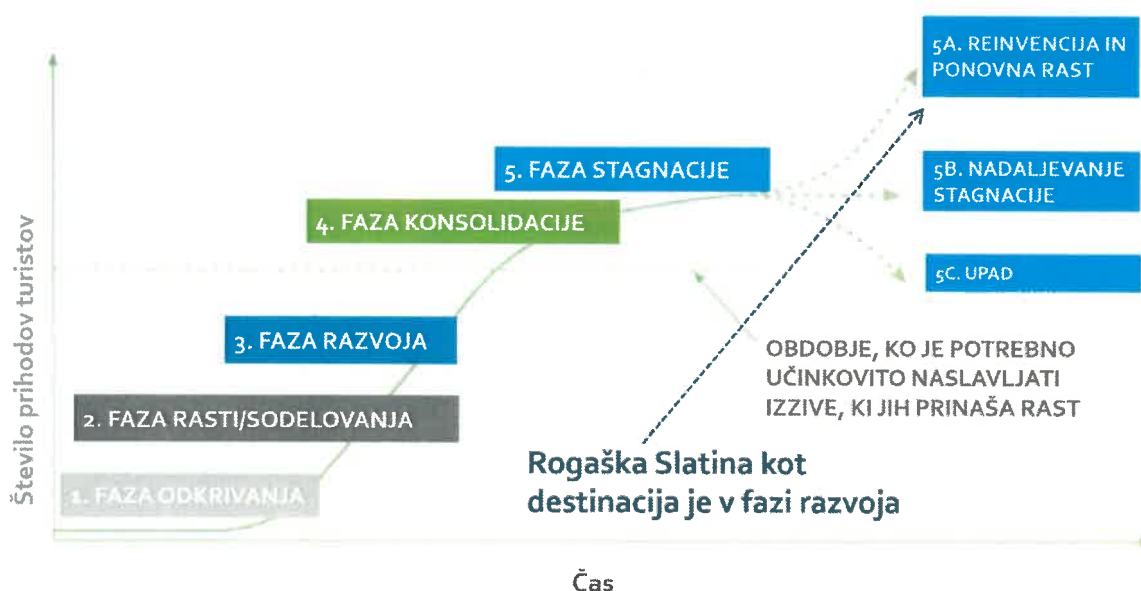 5A. REINVENCIJA IN
PONOVNA RAST
5. FAZA STAGNACIJE
5B. NADALJEVANJE
STAGNACIJE
4. FAZA KONSOLIDACIJE
5C. UPAD
3. FAZA RAZVOJA
OBDOBJE, KO JE POTREBNO
UČINKOVITO NASLAVLJATI
IZZIVE, KI JIH PRINAŠA RAST
2. FAZA RASTI/SODELOVANJA
Rogaška Slatina kot
destinacija je v fazi razvoja
1. FAZA ODKRIVANJA
Število prihodov turistov
Čas